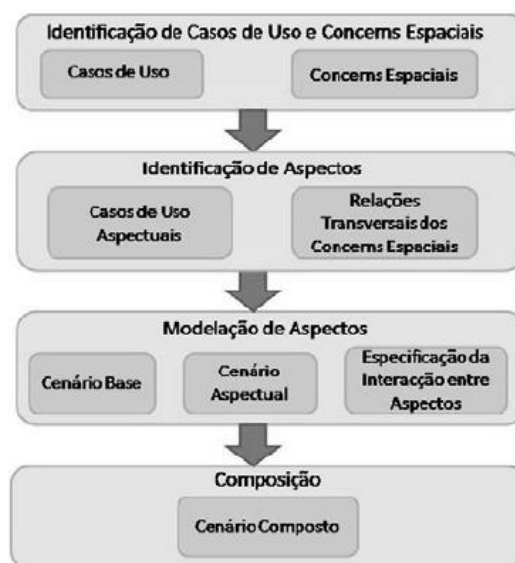 Identificação de Casos de Uso e Concerns Espaciais
Casos de Uso
Concerns Espaciais
Identificação de Aspectos
Casos de Uso
Aspectuais
Relações
Transversais dos
Concerns Espaciais
Modelação de Aspectos
Cenário Base
Cenário
Aspectual
Especificação da
Interacção entre
Aspectos
Composição
Cenário Composto